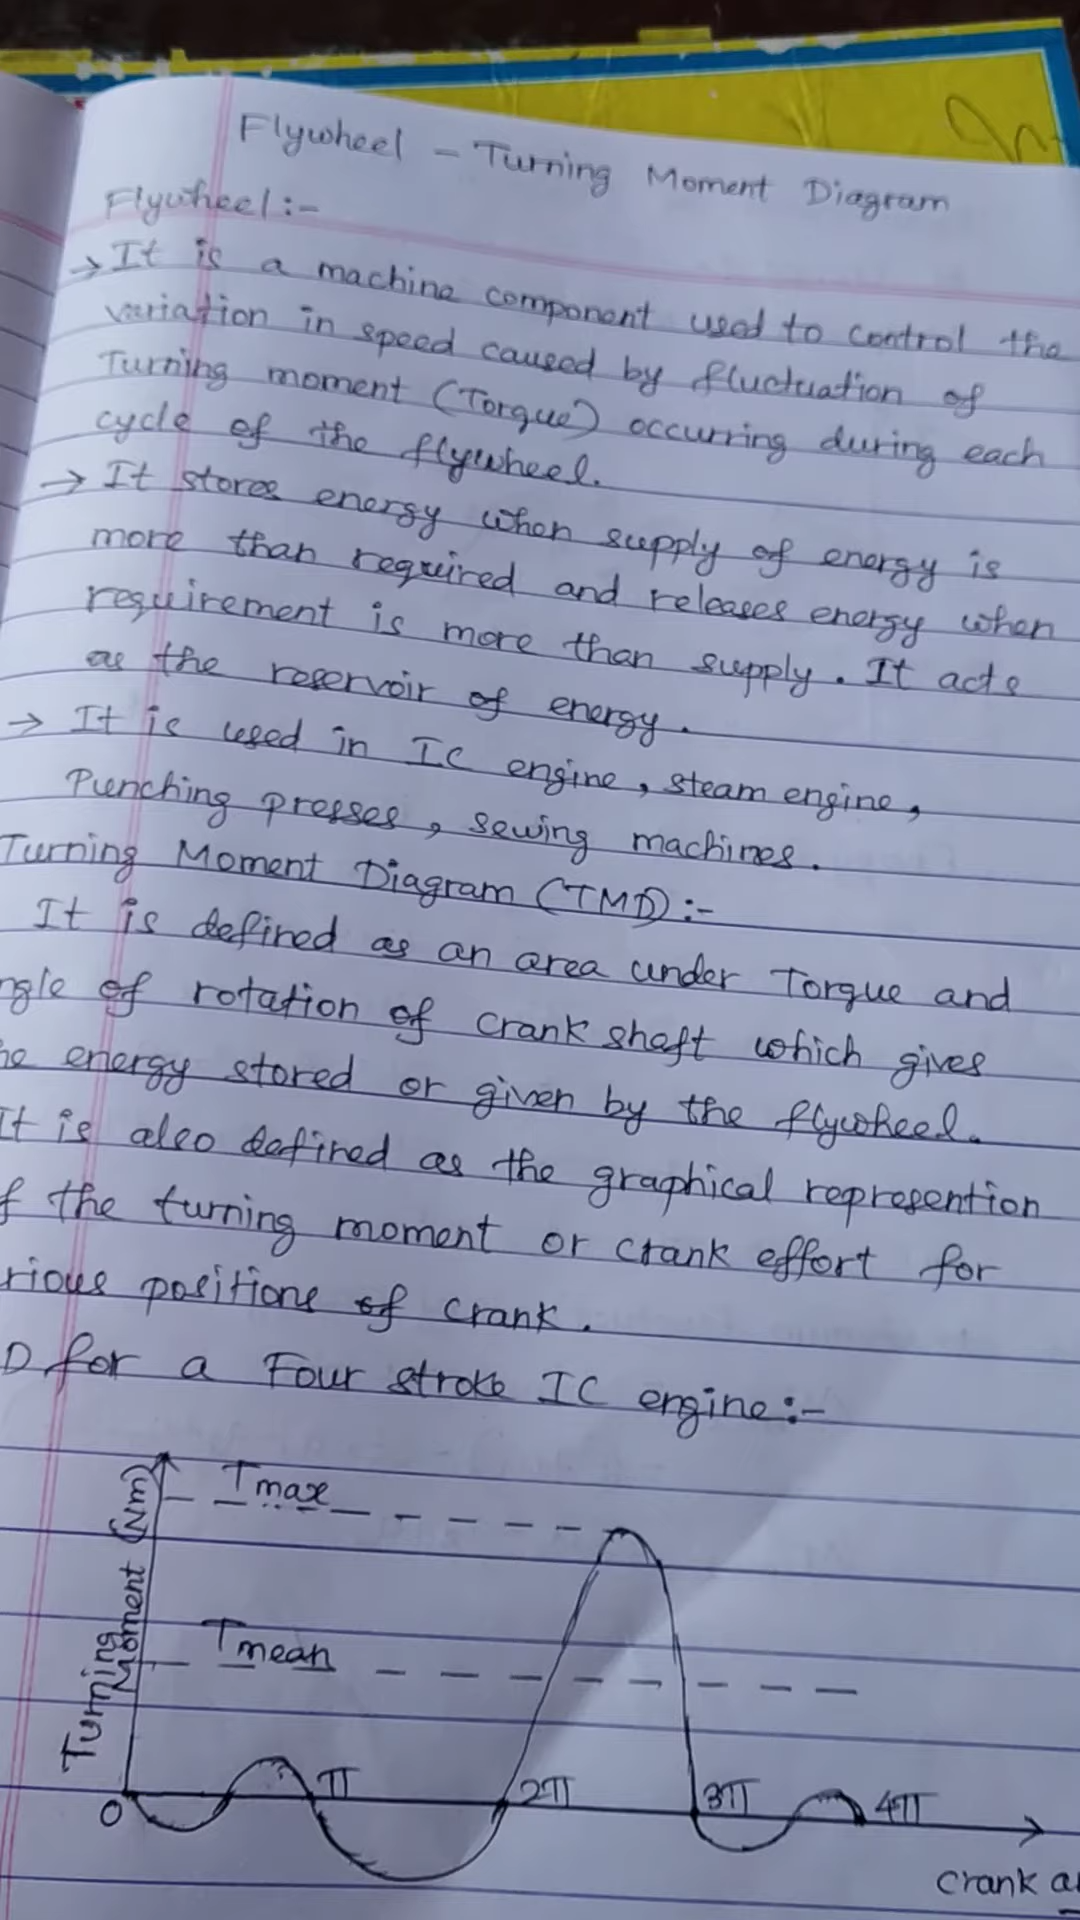 Flywheel - Turning Moment Diagram
Flywheel:-
→ It is a machine component used to control the
variation in speed caused by fluctuation of
Turning moment (Torque) occurring during each
cycle of the flywheel.
→ It stores energy when supply of energy is
more than required and releases energy when
requirement is more than supply. It acts
as the reservoir of energy.
→ It is used in IC engine, steam engine,
Punching presses, sewing machines.
Turning Moment Diagram (TMD):-
It is defined as an area under Torque and
ngle of rotation of crank shaft which gives
he energy stored or given by the flywheel.
It is also defined as the graphical represention
f the turning moment or crank effort for
rious positions of crank.
D for a Four stroke IC engine:-
Tmax
Tmean
Turning
Moment (Nm)
0
π
2π
3π
4π
crank a